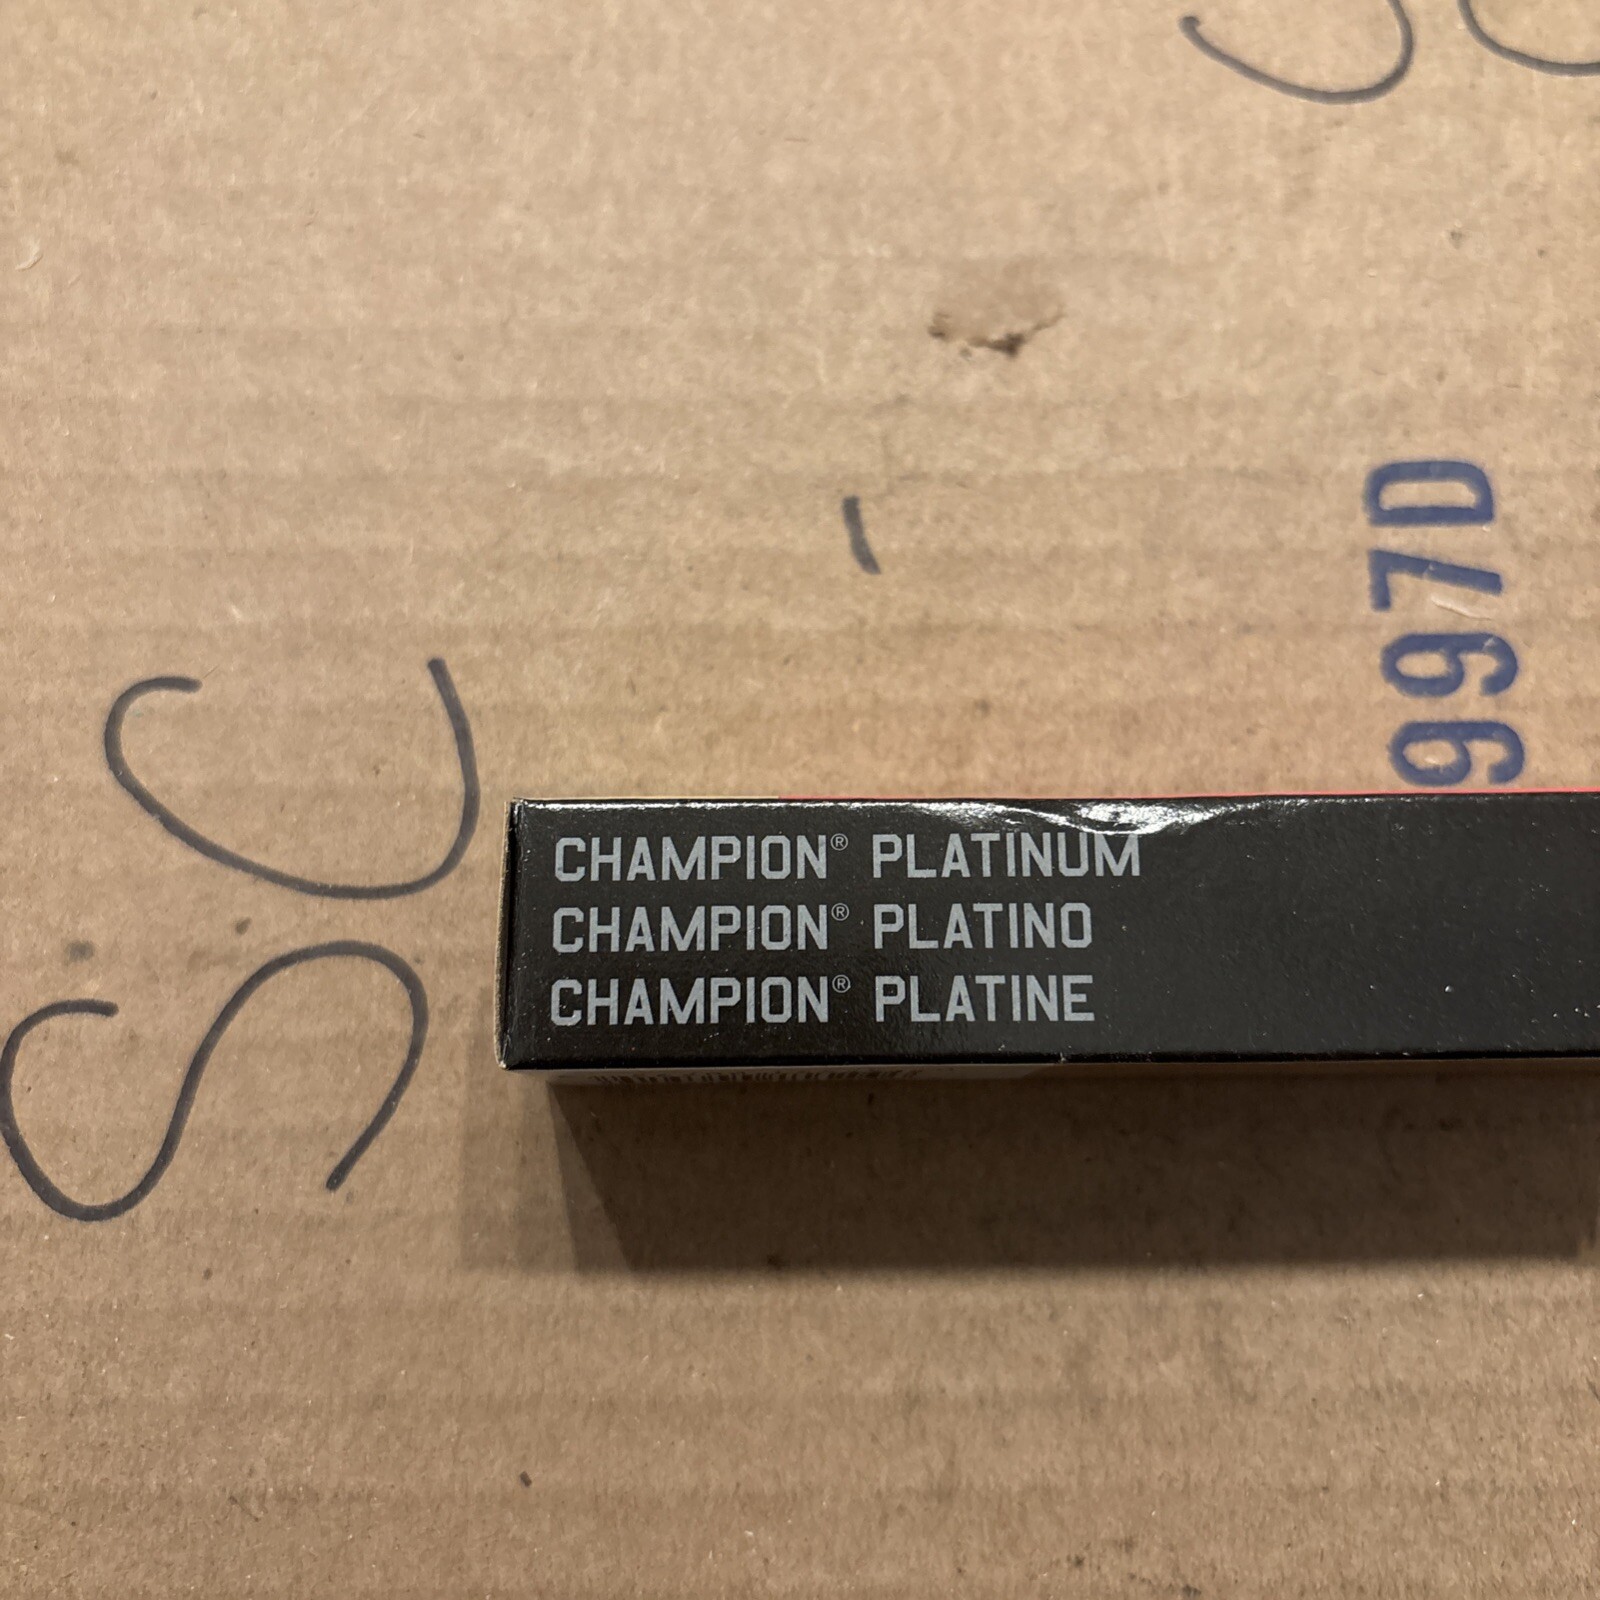 CHAMPION® PLATINUM
CHAMPION® PLATINO
CHAMPION® PLATINE
997D
SC